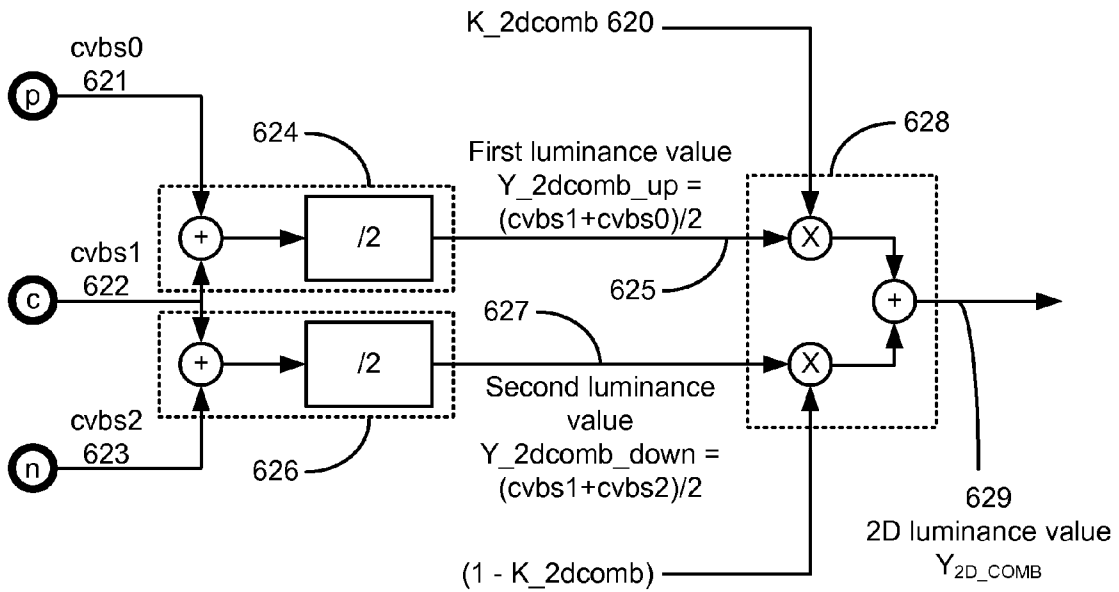 K_2dcomb 620
cvbs0
621
p
624
628
First luminance value
Y_2dcomb_up =
(cvbs1+cvbs0)/2
+
/2
X
cvbs1
622
c
625
+
627
+
/2
X
Second luminance
value
Y_2dcomb_down =
(cvbs1+cvbs2)/2
cvbs2
623
n
626
629
2D luminance value
Y2D_COMB
(1 - K_2dcomb)